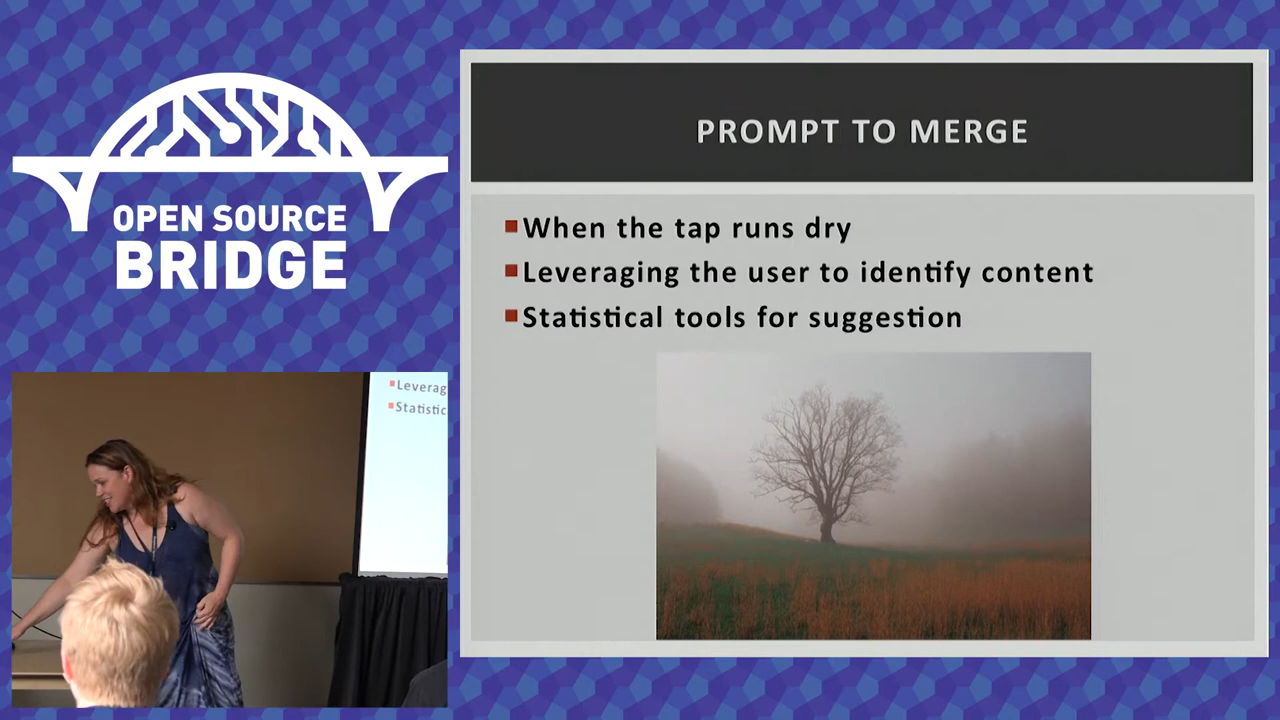 OPEN SOURCE
BRIDGE
PROMPT TO MERGE
When the tap runs dry
Leveraging the user to identify content
Statistical tools for suggestion
Leverag
Statistic